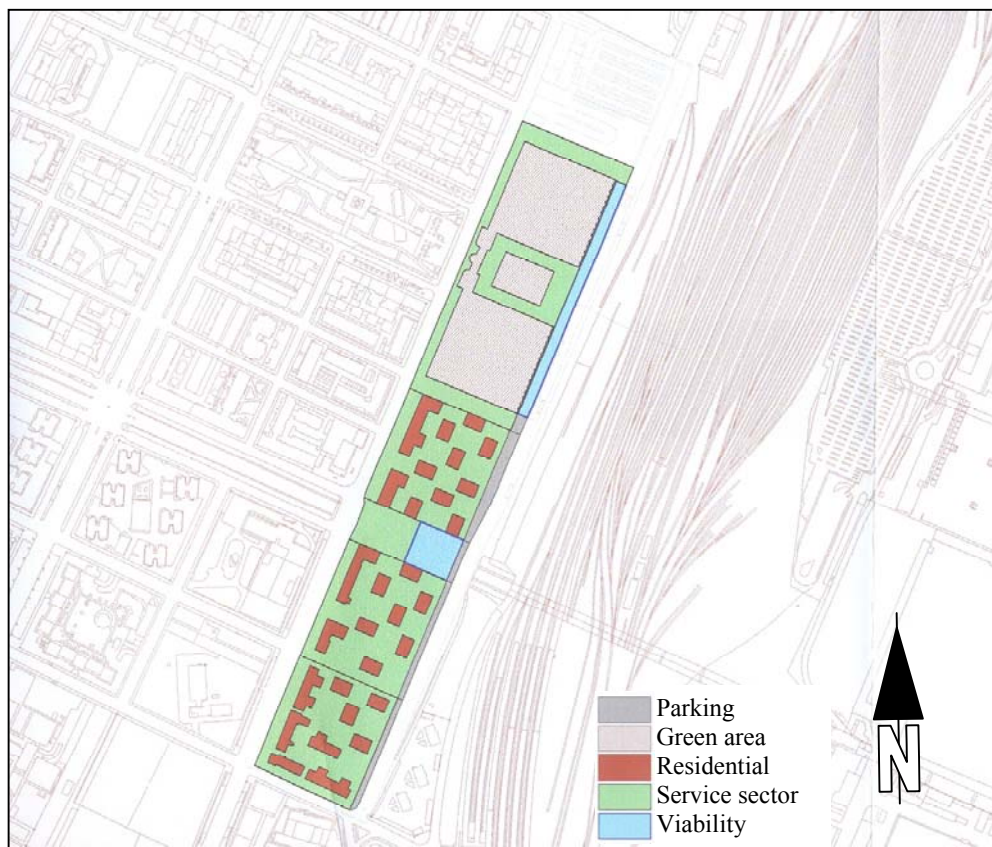 Parking
Green area
Residential
Service sector
Viability
N